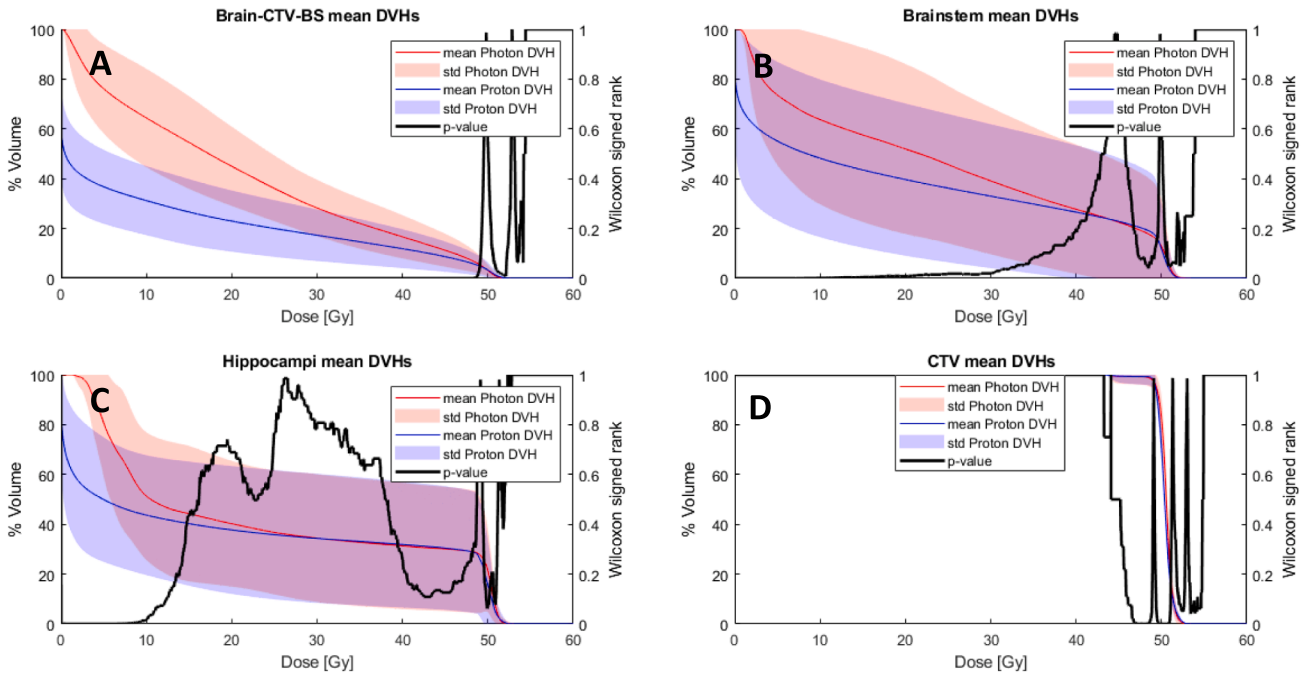 Brain-CTV-BS mean DVHs
A
mean Photon DVH
std Photon DVH
mean Proton DVH
std Proton DVH
p-value
% Volume
Wilcoxon signed rank
100
80
60
40
20
0
1
0.8
0.6
0.4
0.2
0
0 10 20 30 40 50 60
Dose [Gy]
Brainstem mean DVHs
B
mean Photon DVH
std Photon DVH
mean Proton DVH
std Proton DVH
p-value
% Volume
Wilcoxon signed rank
100
80
60
40
20
0
1
0.8
0.6
0.4
0.2
0
0 10 20 30 40 50 60
Dose [Gy]
Hippocampi mean DVHs
C
mean Photon DVH
std Photon DVH
mean Proton DVH
std Proton DVH
p-value
% Volume
Wilcoxon signed rank
100
80
60
40
20
0
1
0.8
0.6
0.4
0.2
0
0 10 20 30 40 50 60
Dose [Gy]
CTV mean DVHs
D
mean Photon DVH
std Photon DVH
mean Proton DVH
std Proton DVH
p-value
% Volume
Wilcoxon signed rank
100
80
60
40
20
0
1
0.8
0.6
0.4
0.2
0
0 10 20 30 40 50 60
Dose [Gy]